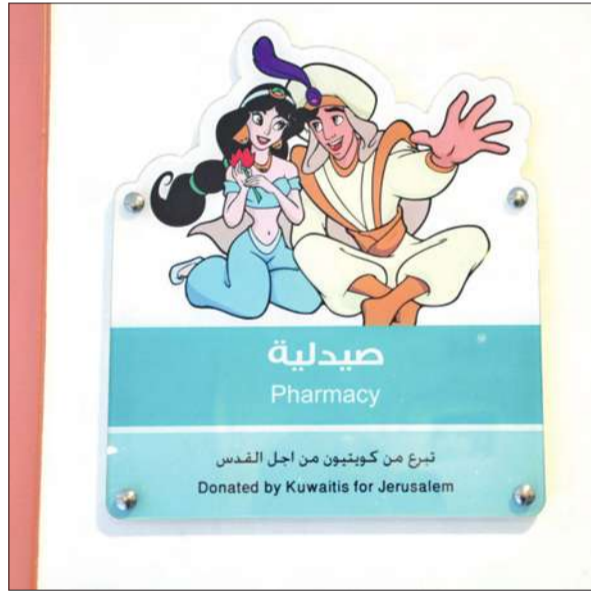 صيدلية
Pharmacy
تبرع من كويتيون من اجل القدس
Donated by Kuwaitis for Jerusalem